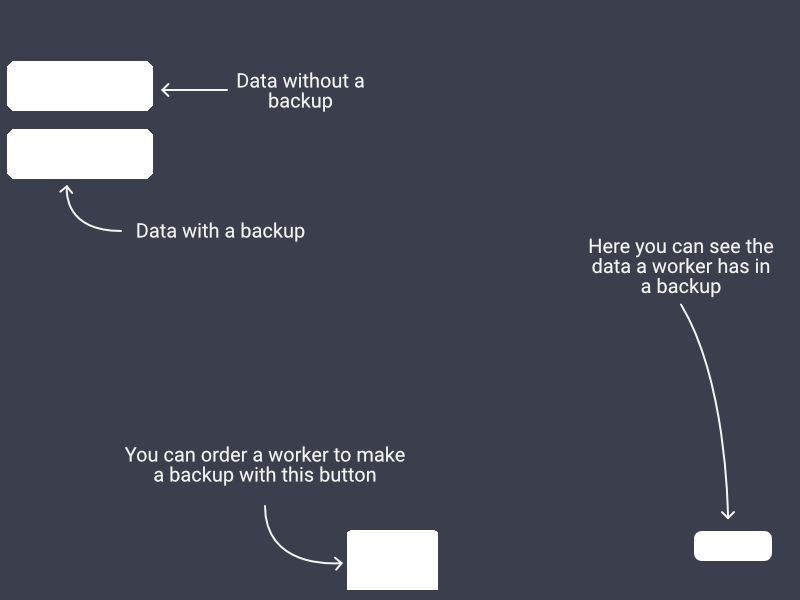 Data without a
backup
Data with a backup
Here you can see the
data a worker has in
a backup
You can order a worker to make
a backup with this button